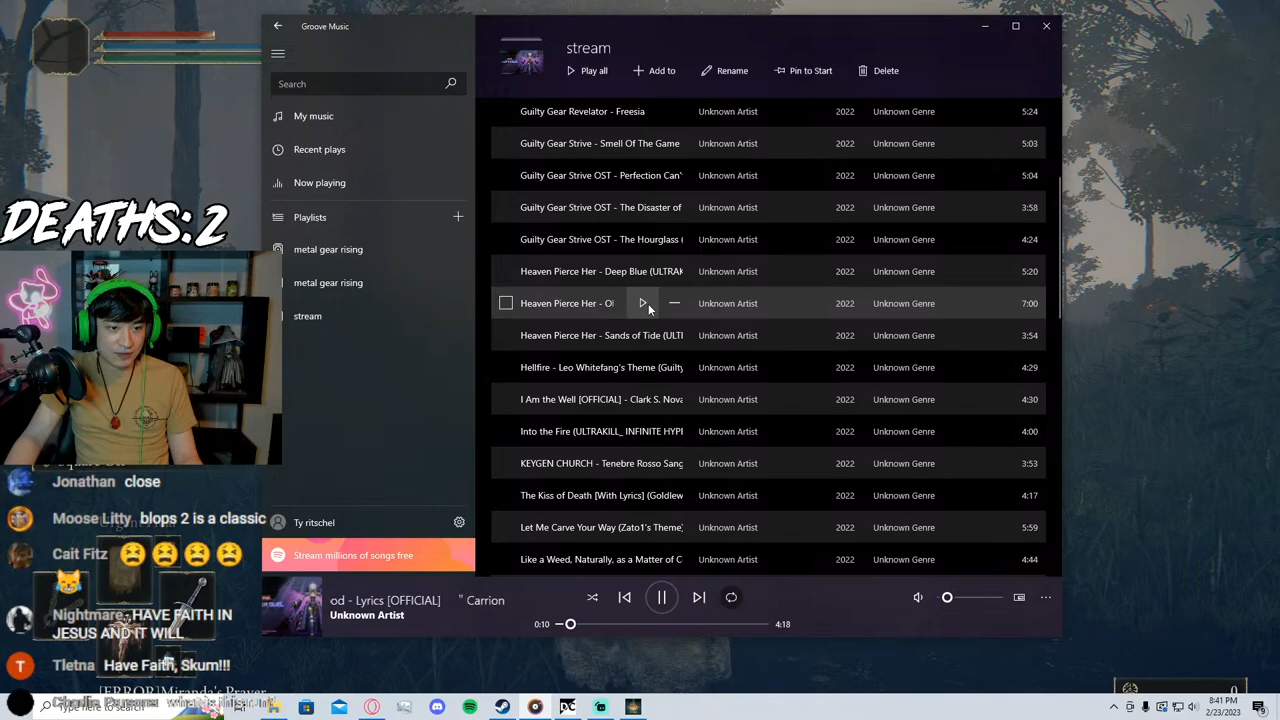 Groove Music
stream
Play all
Add to
Rename
Pin to Start
Delete
Search
My music
Recent plays
Now playing
Playlists
metal gear rising
metal gear rising
stream
Guilty Gear Revelator - Freesia Unknown Artist 2022 Unknown Genre 5:24
Guilty Gear Strive - Smell Of The Game Unknown Artist 2022 Unknown Genre 5:03
Guilty Gear Strive OST - Perfection Can' Unknown Artist 2022 Unknown Genre 5:04
Guilty Gear Strive OST - The Disaster of Unknown Artist 2022 Unknown Genre 3:58
Guilty Gear Strive OST - The Hourglass ( Unknown Artist 2022 Unknown Genre 4:24
Heaven Pierce Her - Deep Blue (ULTRAK Unknown Artist 2022 Unknown Genre 5:20
Heaven Pierce Her - O Unknown Artist 2022 Unknown Genre 7:00
Heaven Pierce Her - Sands of Tide (ULTI Unknown Artist 2022 Unknown Genre 3:54
Hellfire - Leo Whitefang's Theme (Guilty Unknown Artist 2022 Unknown Genre 4:29
I Am the Well [OFFICIAL] - Clark S. Nova Unknown Artist 2022 Unknown Genre 4:30
Into the Fire (ULTRAKILL_ INFINITE HYPI Unknown Artist 2022 Unknown Genre 4:00
KEYGEN CHURCH - Tenebre Rosso Sang Unknown Artist 2022 Unknown Genre 3:53
The Kiss of Death [With Lyrics] (Goldlew Unknown Artist 2022 Unknown Genre 4:17
Let Me Carve Your Way (Zato1's Theme) Unknown Artist 2022 Unknown Genre 5:59
Like a Weed, Naturally, as a Matter of C Unknown Artist 2022 Unknown Genre 4:44
Ty ritschel
Stream millions of songs free
od - Lyrics [OFFICIAL] " Carrion
Unknown Artist
0:10
4:18
DEATHS:2
Jonathan close
Moose Litty blops 2 is a classic
Cait Fitz 😫😫😫😫
😹
Nightmare HAVE FAITH IN
JESUS AND IT WILL
Tletna Have Faith, Skum!!!
[ERROR]Miranda's Prayer
Type here to search
0
8:41 PM
2/23/2023